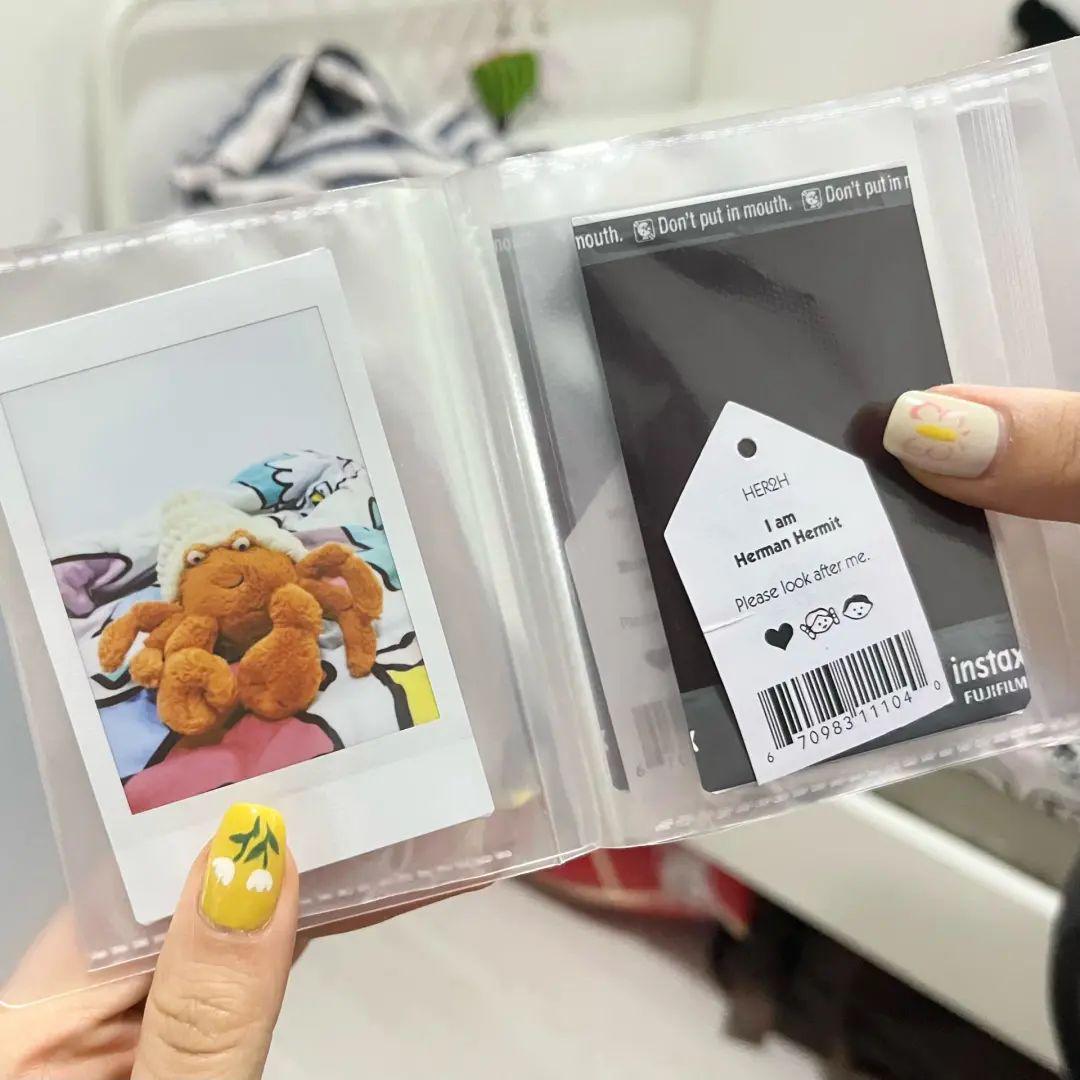 mouth. Don't put in mouth. Don't put in
HER2H
I am
Herman Hermit
Please look after me.
6 70983 11104 0
instax
FUJIFILM